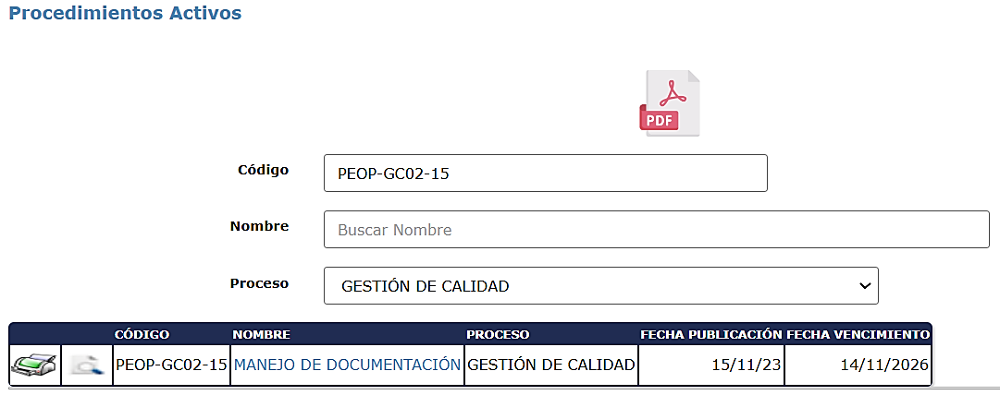 Procedimientos Activos
PDF
Código PEOP-GC02-15
Nombre Buscar Nombre
Proceso GESTIÓN DE CALIDAD
CÓDIGO NOMBRE PROCESO FECHA PUBLICACIÓN FECHA VENCIMIENTO
PEOP-GC02-15 MANEJO DE DOCUMENTACIÓN GESTIÓN DE CALIDAD 15/11/23 14/11/2026